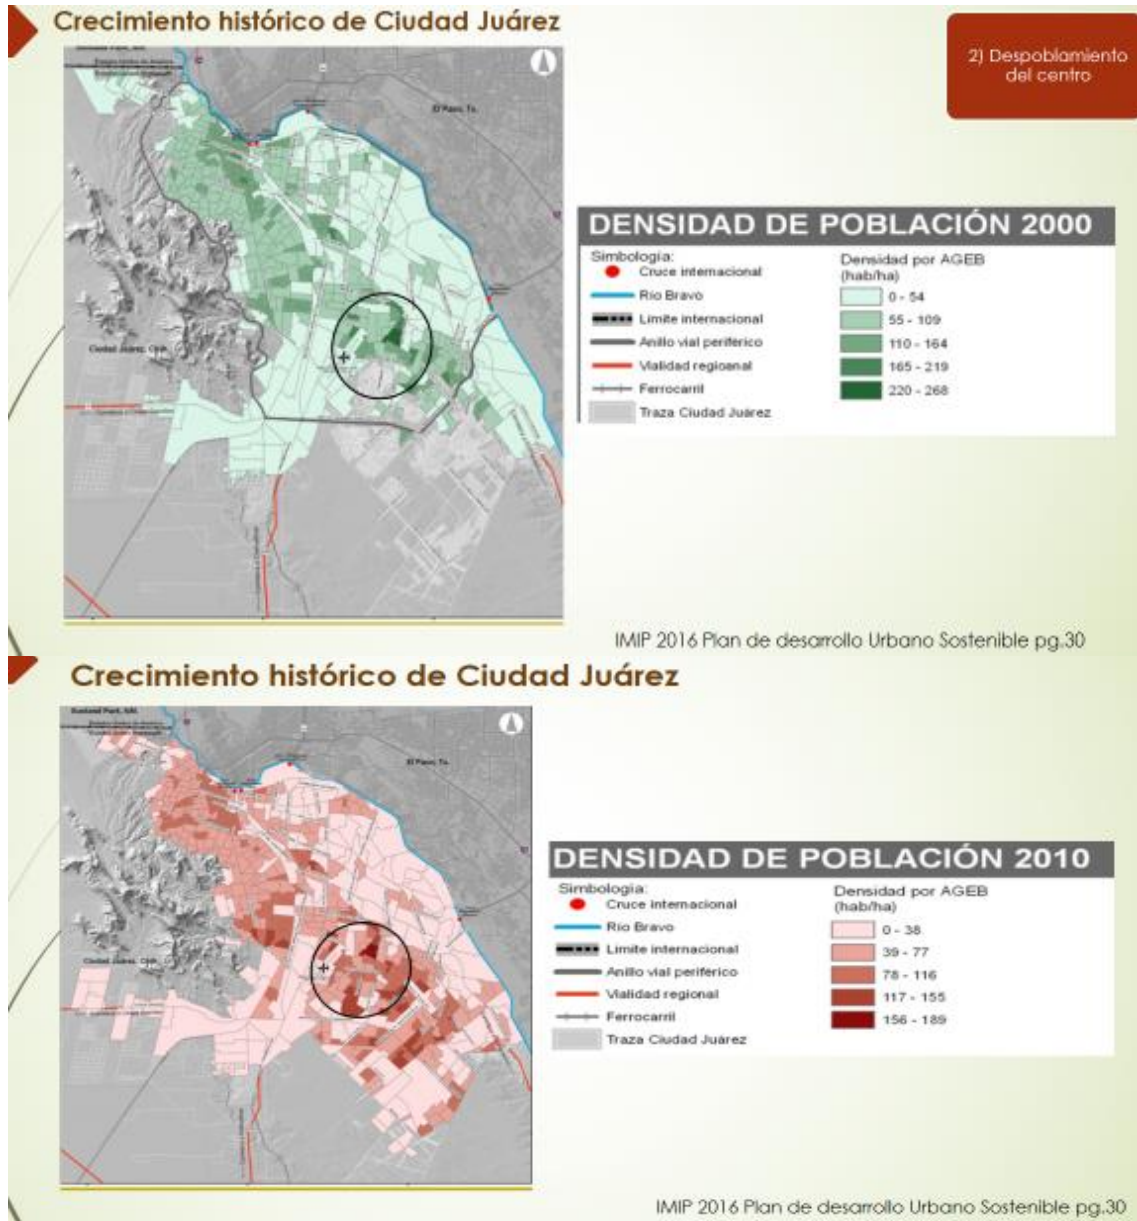 Crecimiento histórico de Ciudad Juárez
2) Despoblamiento
del centro
El Paso, Tx.
Ciudad Juárez, Chih.
DENSIDAD DE POBLACIÓN 2000
Simbología:
Cruce internacional
Río Bravo
Limite internacional
Anillo vial periférico
Vialidad regioanal
Ferrocarril
Traza Ciudad Juárez
Densidad por AGEB
(hab/ha)
0 - 54
55 - 109
110 - 164
165 - 219
220 - 268
IMIP 2016 Plan de desarrollo Urbano Sostenible pg.30
Crecimiento histórico de Ciudad Juárez
Sunland Park, NM.
El Paso, Tx.
Ciudad Juárez, Chih.
DENSIDAD DE POBLACIÓN 2010
Simbología:
Cruce internacional
Río Bravo
Limite internacional
Anillo vial periférico
Vialidad regional
Ferrocarril
Traza Ciudad Juárez
Densidad por AGEB
(hab/ha)
0 - 38
39 - 77
78 - 116
117 - 155
156 - 189
IMIP 2016 Plan de desarrollo Urbano Sostenible pg.30